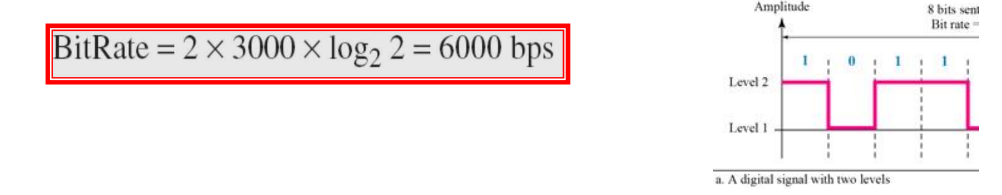 BitRate = 2 × 3000 × log₂ 2 = 6000 bps
Amplitude
8 bits sent
Bit rate =
1 0 1 1
Level 2
Level 1
a. A digital signal with two levels